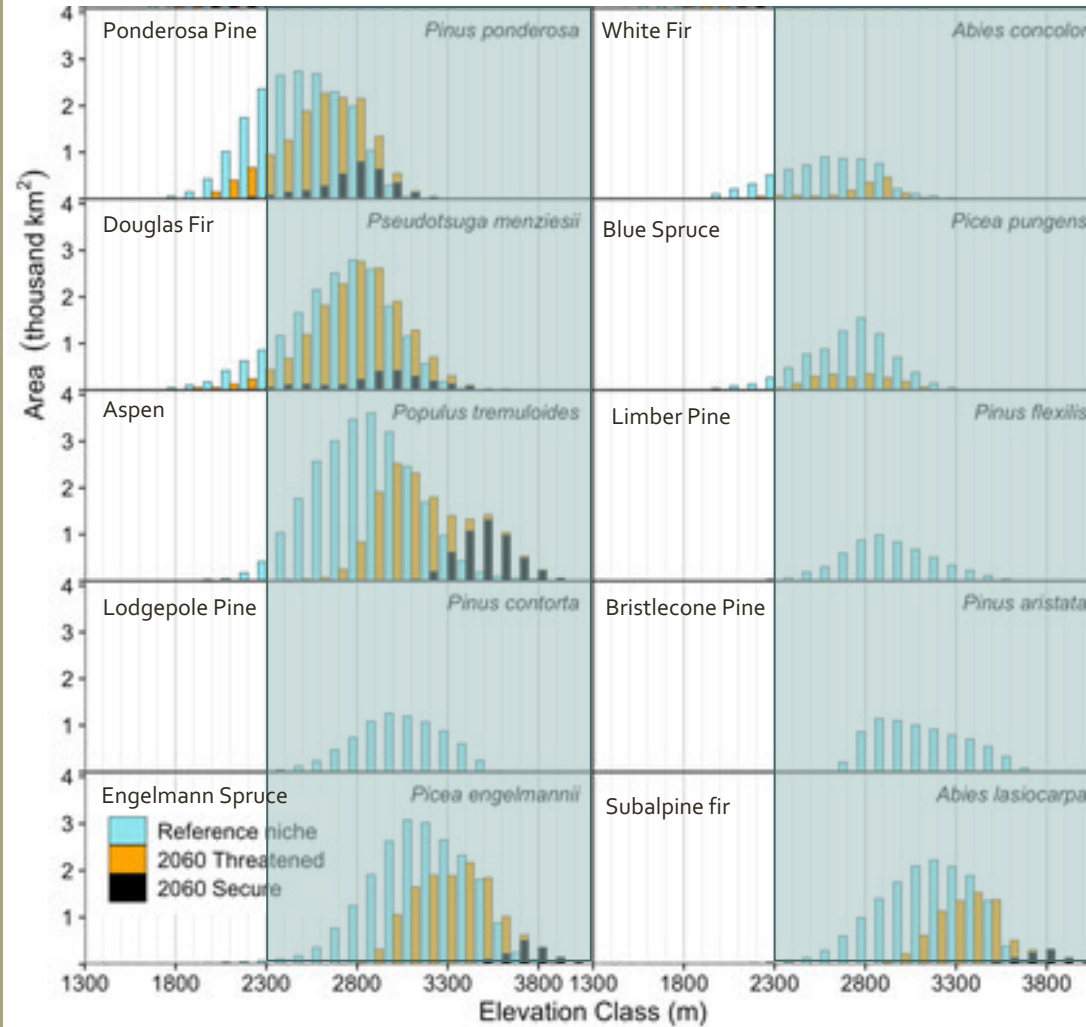 4
Ponderosa Pine
Pinus ponderosa
White Fir
Abies concolor
3
2
1
Area (thousand km²)
4
Douglas Fir
Pseudotsuga menziesii
Blue Spruce
Picea pungens
3
2
1
4
Aspen
Populus tremuloides
Limber Pine
Pinus flexilis
3
2
1
4
Lodgepole Pine
Pinus contorta
Bristlecone Pine
Pinus aristata
3
2
1
4
Engelmann Spruce
Picea engelmannii
Subalpine fir
Abies lasiocarpa
3
Reference niche
2060 Threatened
2060 Secure
2
1
1300 1800 2300 2800 3300 3800 1300 1800 2300 2800 3300 3800
Elevation Class (m)